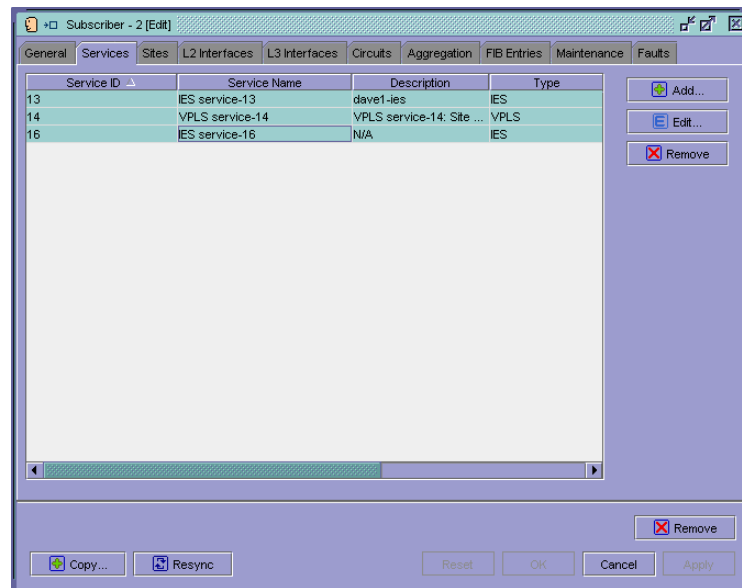 Subscriber - 2 [Edit]
General Services Sites L2 Interfaces L3 Interfaces Circuits Aggregation FIB Entries Maintenance Faults
Service ID Service Name Description Type
13 IES service-13 dave1-ies IES
14 VPLS service-14 VPLS service-14: Site ... VPLS
16 IES service-16 N/A IES
Add...
Edit...
Remove
Remove
Copy... Resync Reset OK Cancel Apply